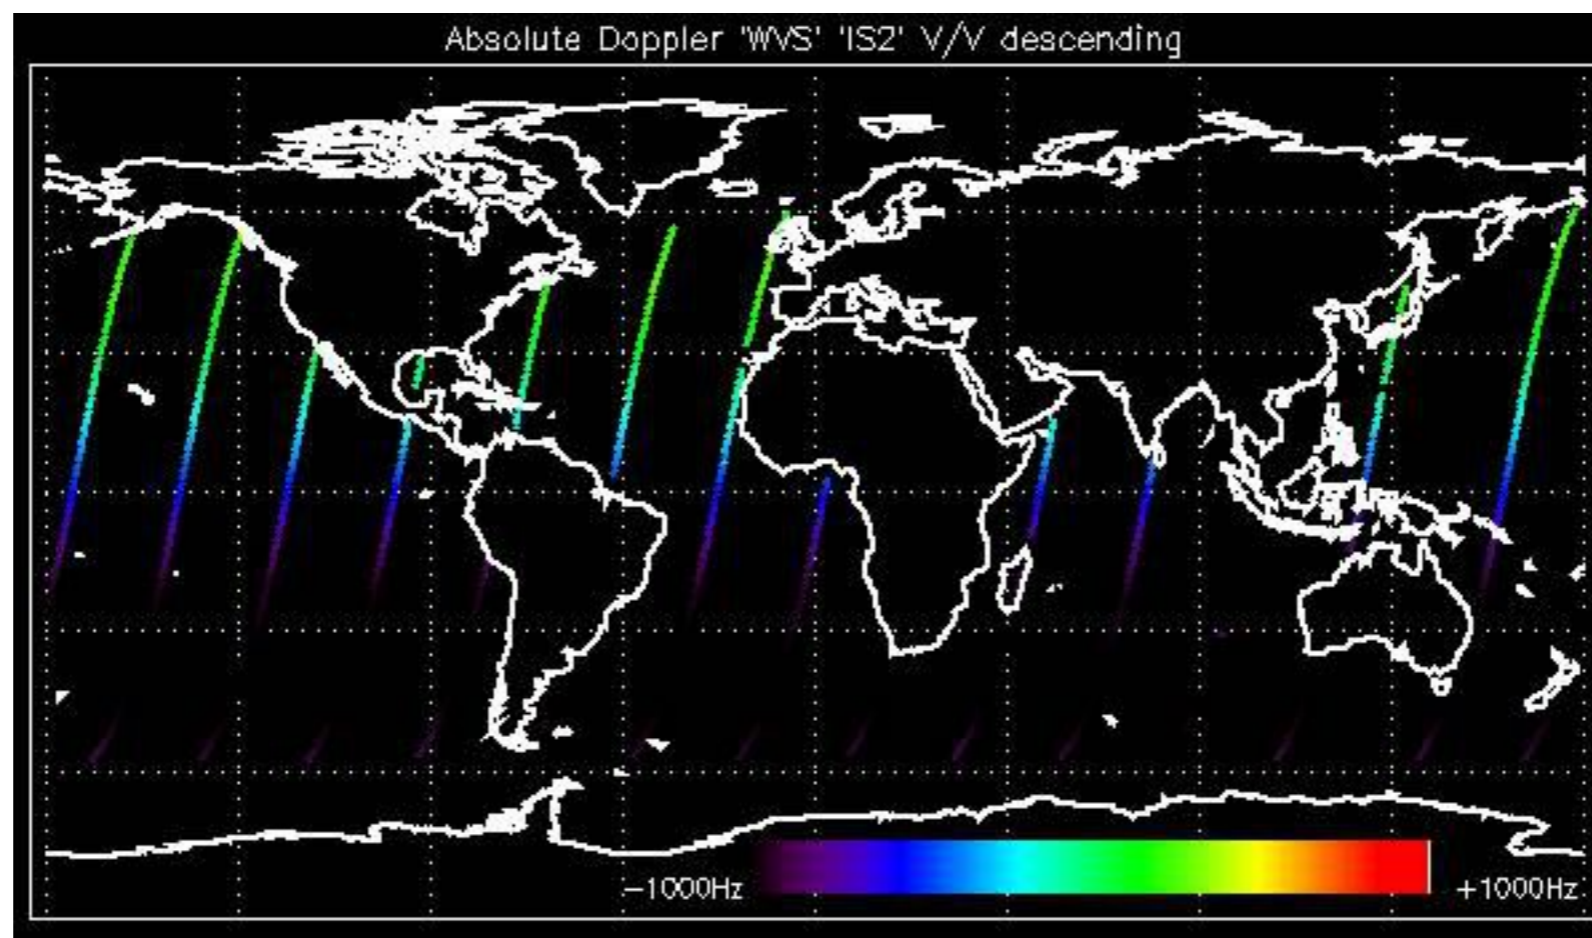 Absolute Doppler 'WVS' 'IS2' V/V descending
−1000Hz
+1000Hz